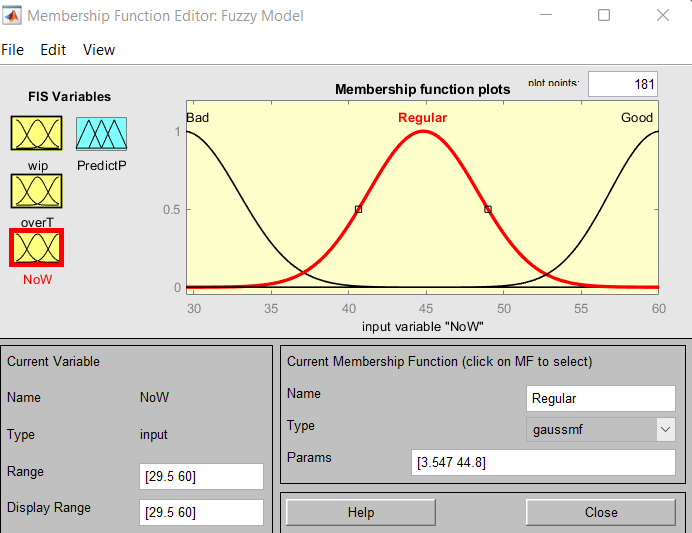 Membership Function Editor: Fuzzy Model
File Edit View
FIS Variables
wip
PredictP
overT
NoW
Membership function plots
plot points:
181
Bad
Regular
Good
1
0.5
0
30 35 40 45 50 55 60
input variable "NoW"
Current Variable
Name NoW
Type input
Range [29.5 60]
Display Range [29.5 60]
Current Membership Function (click on MF to select)
Name Regular
Type gaussmf
Params [3.547 44.8]
Help Close